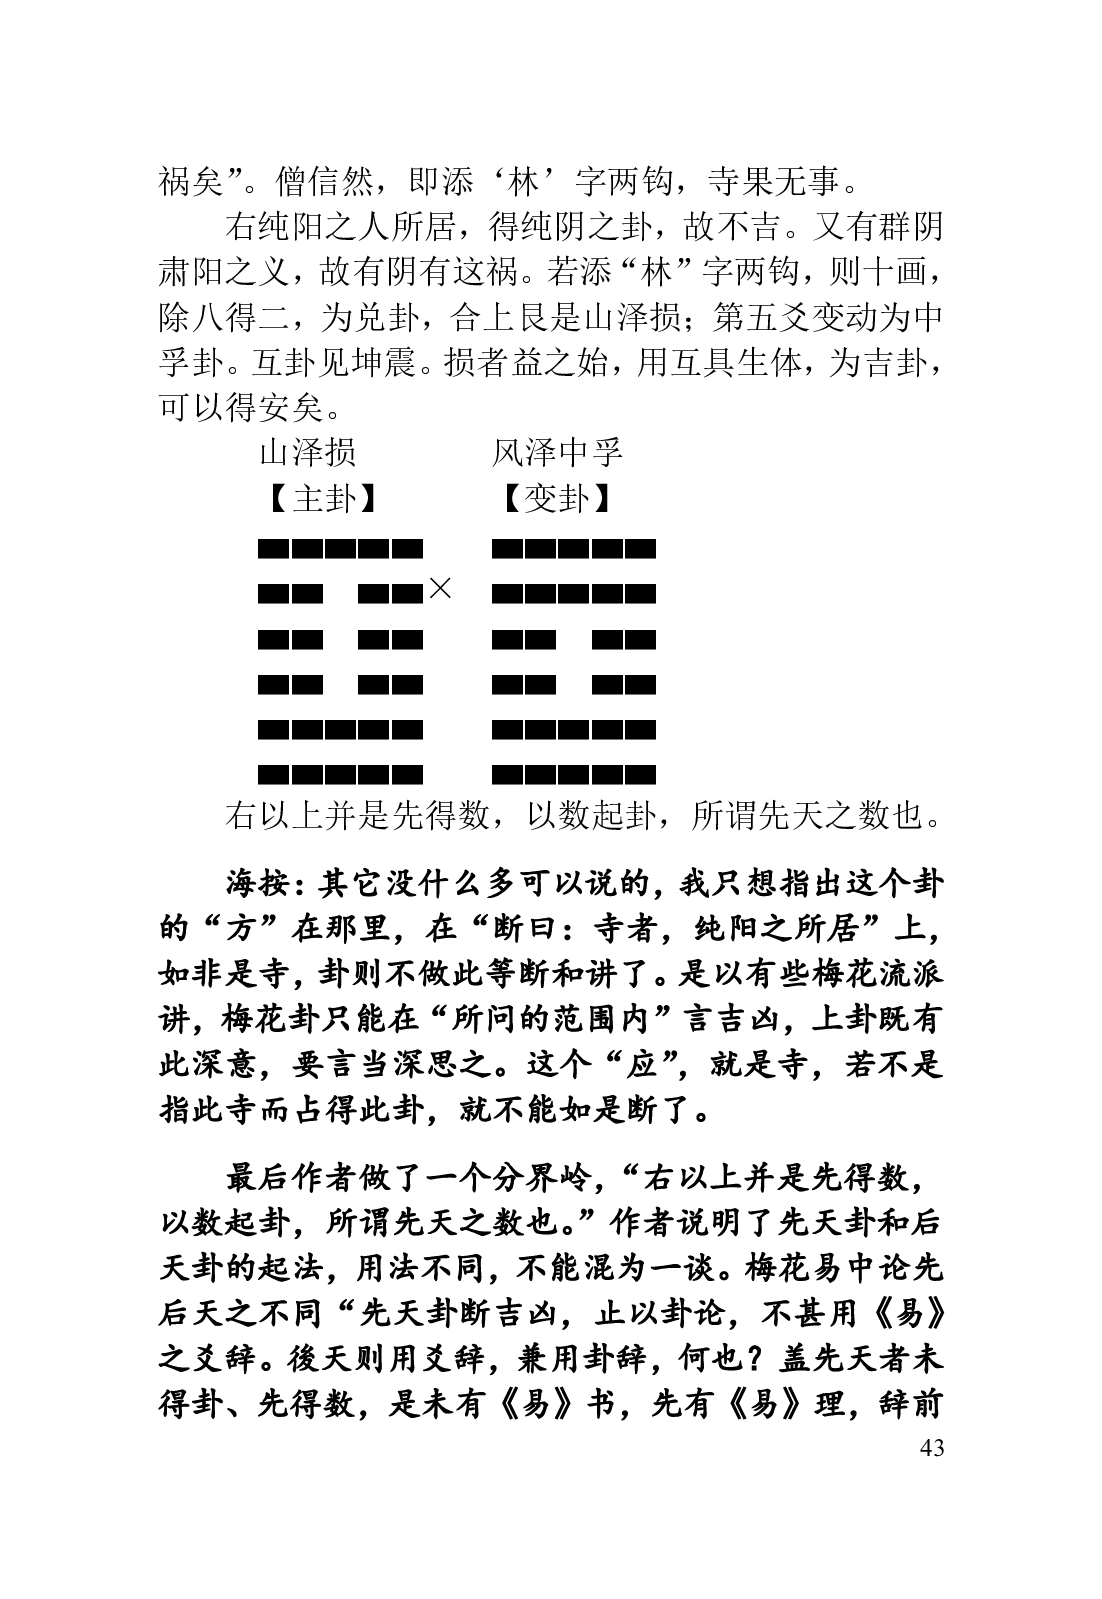 祸矣”。僧信然，即添‘林’字两钩，寺果无事。
右纯阳之人所居，得纯阴之卦，故不吉。又有群阴
肃阳之义，故有阴有这祸。若添“林”字两钩，则十画，
除八得二，为兑卦，合上艮是山泽损；第五爻变动为中
孚卦。互卦见坤震。损者益之始，用互具生体，为吉卦，
可以得安矣。
山泽损 风泽中孚
【主卦】 【变卦】
×
右以上并是先得数，以数起卦，所谓先天之数也。
海按：其它没什么多可以说的，我只想指出这个卦
的“方”在那里，在“断曰：寺者，纯阳之所居”上，
如非是寺，卦则不做此等断和讲了。是以有些梅花流派
讲，梅花卦只能在“所问的范围内”言吉凶，上卦既有
此深意，要言当深思之。这个“应”，就是寺，若不是
指此寺而占得此卦，就不能如是断了。
最后作者做了一个分界岭，“右以上并是先得数，
以数起卦，所谓先天之数也。”作者说明了先天卦和后
天卦的起法，用法不同，不能混为一谈。梅花易中论先
后天之不同“先天卦断吉凶，止以卦论，不甚用《易》
之爻辞。後天则用爻辞，兼用卦辞，何也？盖先天者未
得卦、先得数，是未有《易》书，先有《易》理，辞前
43